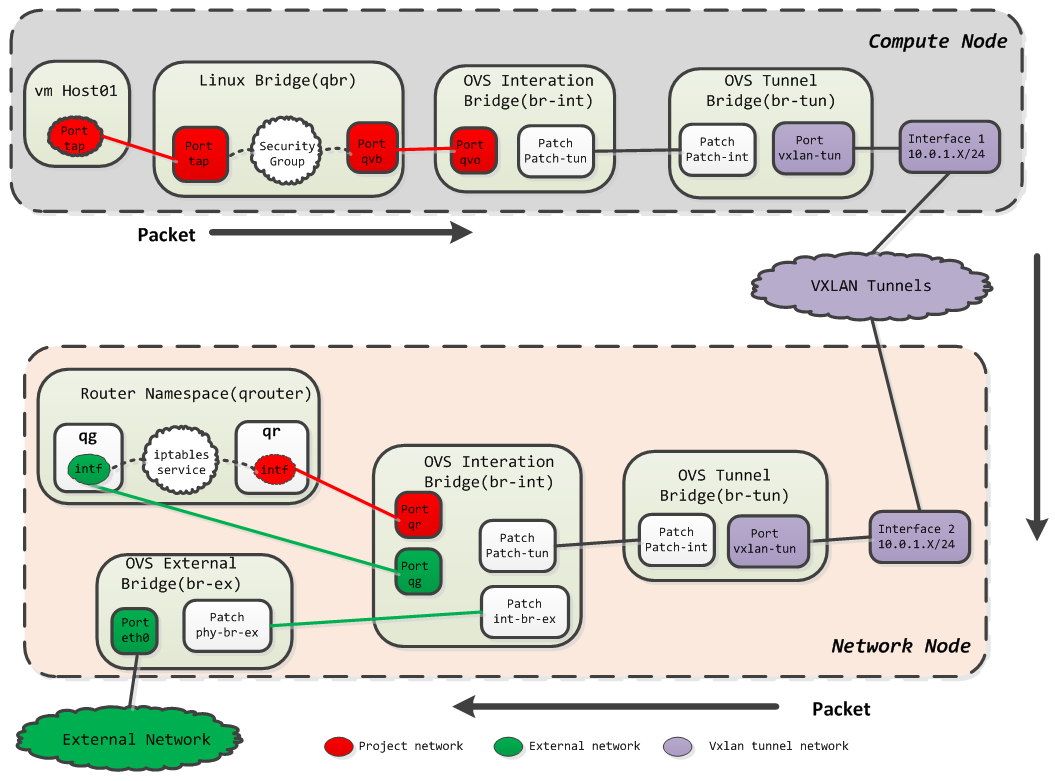 Compute Node
vm Host01
Port
tap
Linux Bridge(qbr)
Port
tap
Security
Group
Port
qvb
OVS Interation
Bridge(br-int)
Port
qvo
Patch
Patch-tun
OVS Tunnel
Bridge(br-tun)
Patch
Patch-int
Port
vxlan-tun
Interface 1
10.0.1.X/24
Packet
VXLAN Tunnels
Router Namespace(qrouter)
qg
intf
iptables
service
qr
intf
OVS Interation
Bridge(br-int)
Port
qr
Port
qg
Patch
Patch-tun
Patch
int-br-ex
OVS Tunnel
Bridge(br-tun)
Patch
Patch-int
Port
vxlan-tun
Interface 2
10.0.1.X/24
OVS External
Bridge(br-ex)
Port
eth0
Patch
phy-br-ex
Network Node
External Network
Packet
Project network
External network
Vxlan tunnel network